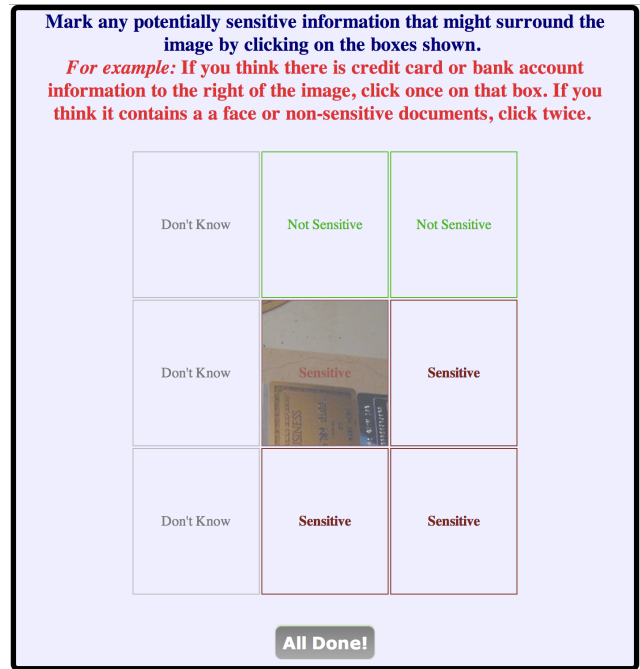 Mark any potentially sensitive information that might surround the
image by clicking on the boxes shown.
For example: If you think there is credit card or bank account
information to the right of the image, click once on that box. If you
think it contains a a face or non-sensitive documents, click twice.
Don't Know
Not Sensitive
Not Sensitive
Don't Know
Sensitive
Sensitive
Don't Know
Sensitive
Sensitive
All Done!